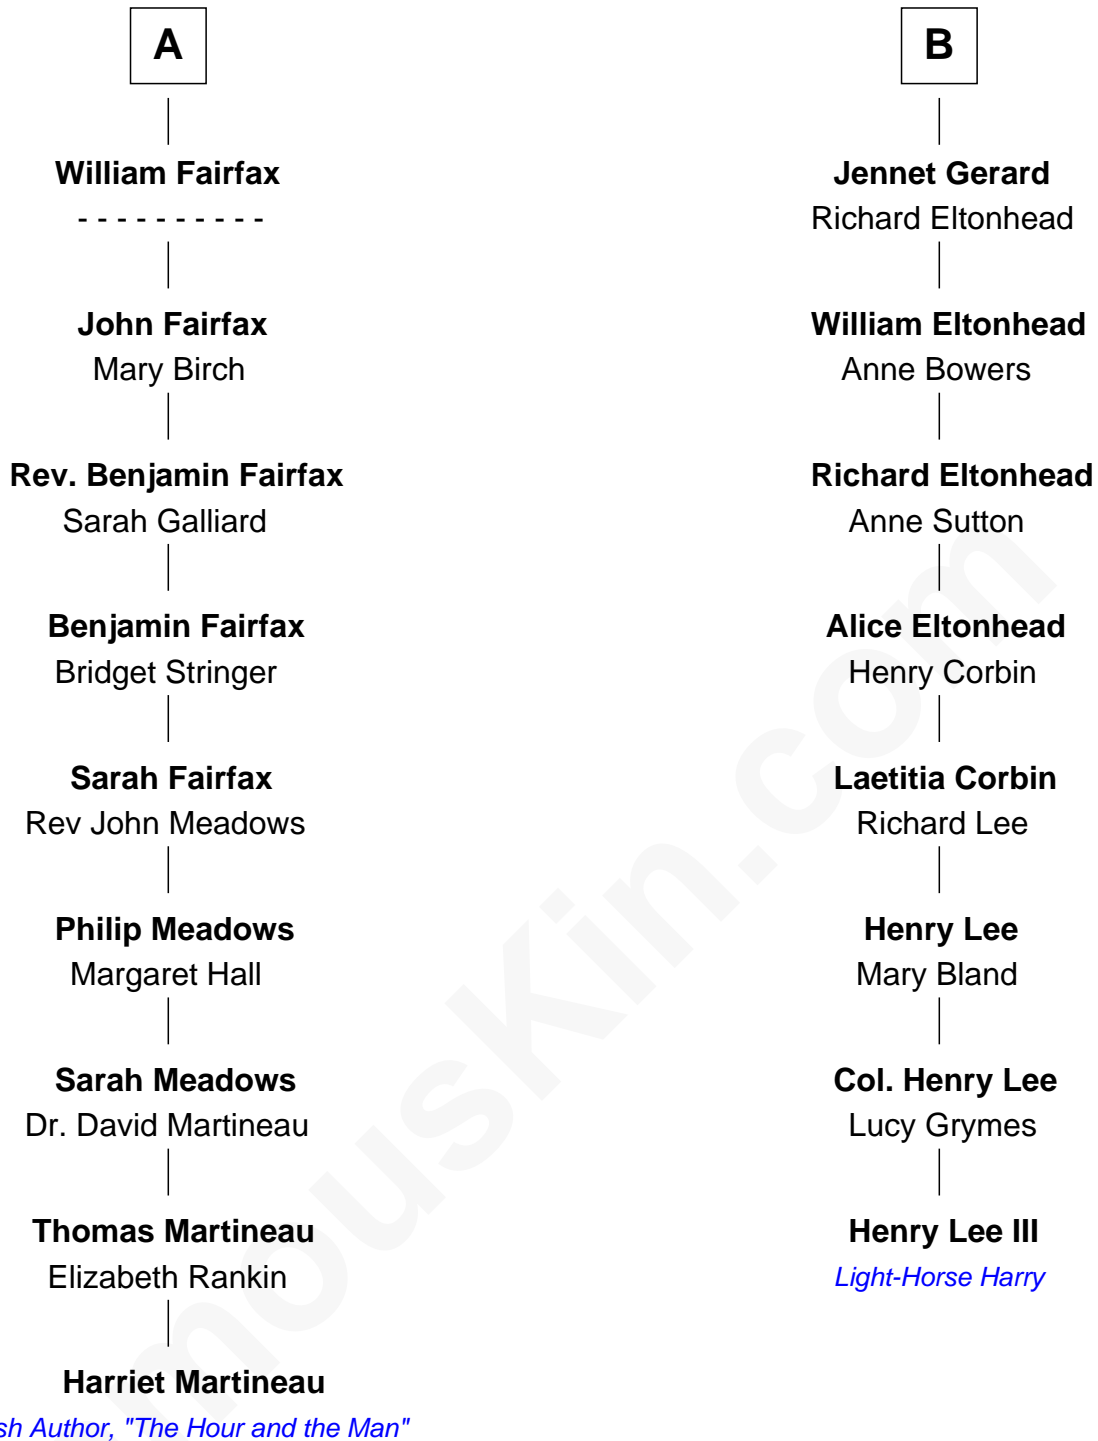 A
William Fairfax
- - - - - - - - - -
John Fairfax
Mary Birch
Rev. Benjamin Fairfax
Sarah Galliard
Benjamin Fairfax
Bridget Stringer
Sarah Fairfax
Rev John Meadows
Philip Meadows
Margaret Hall
Sarah Meadows
Dr. David Martineau
Thomas Martineau
Elizabeth Rankin
Harriet Martineau
sh Author, "The Hour and the Man"
B
Jennet Gerard
Richard Eltonhead
William Eltonhead
Anne Bowers
Richard Eltonhead
Anne Sutton
Alice Eltonhead
Henry Corbin
Laetitia Corbin
Richard Lee
Henry Lee
Mary Bland
Col. Henry Lee
Lucy Grymes
Henry Lee III
Light-Horse Harry
mouskin.com